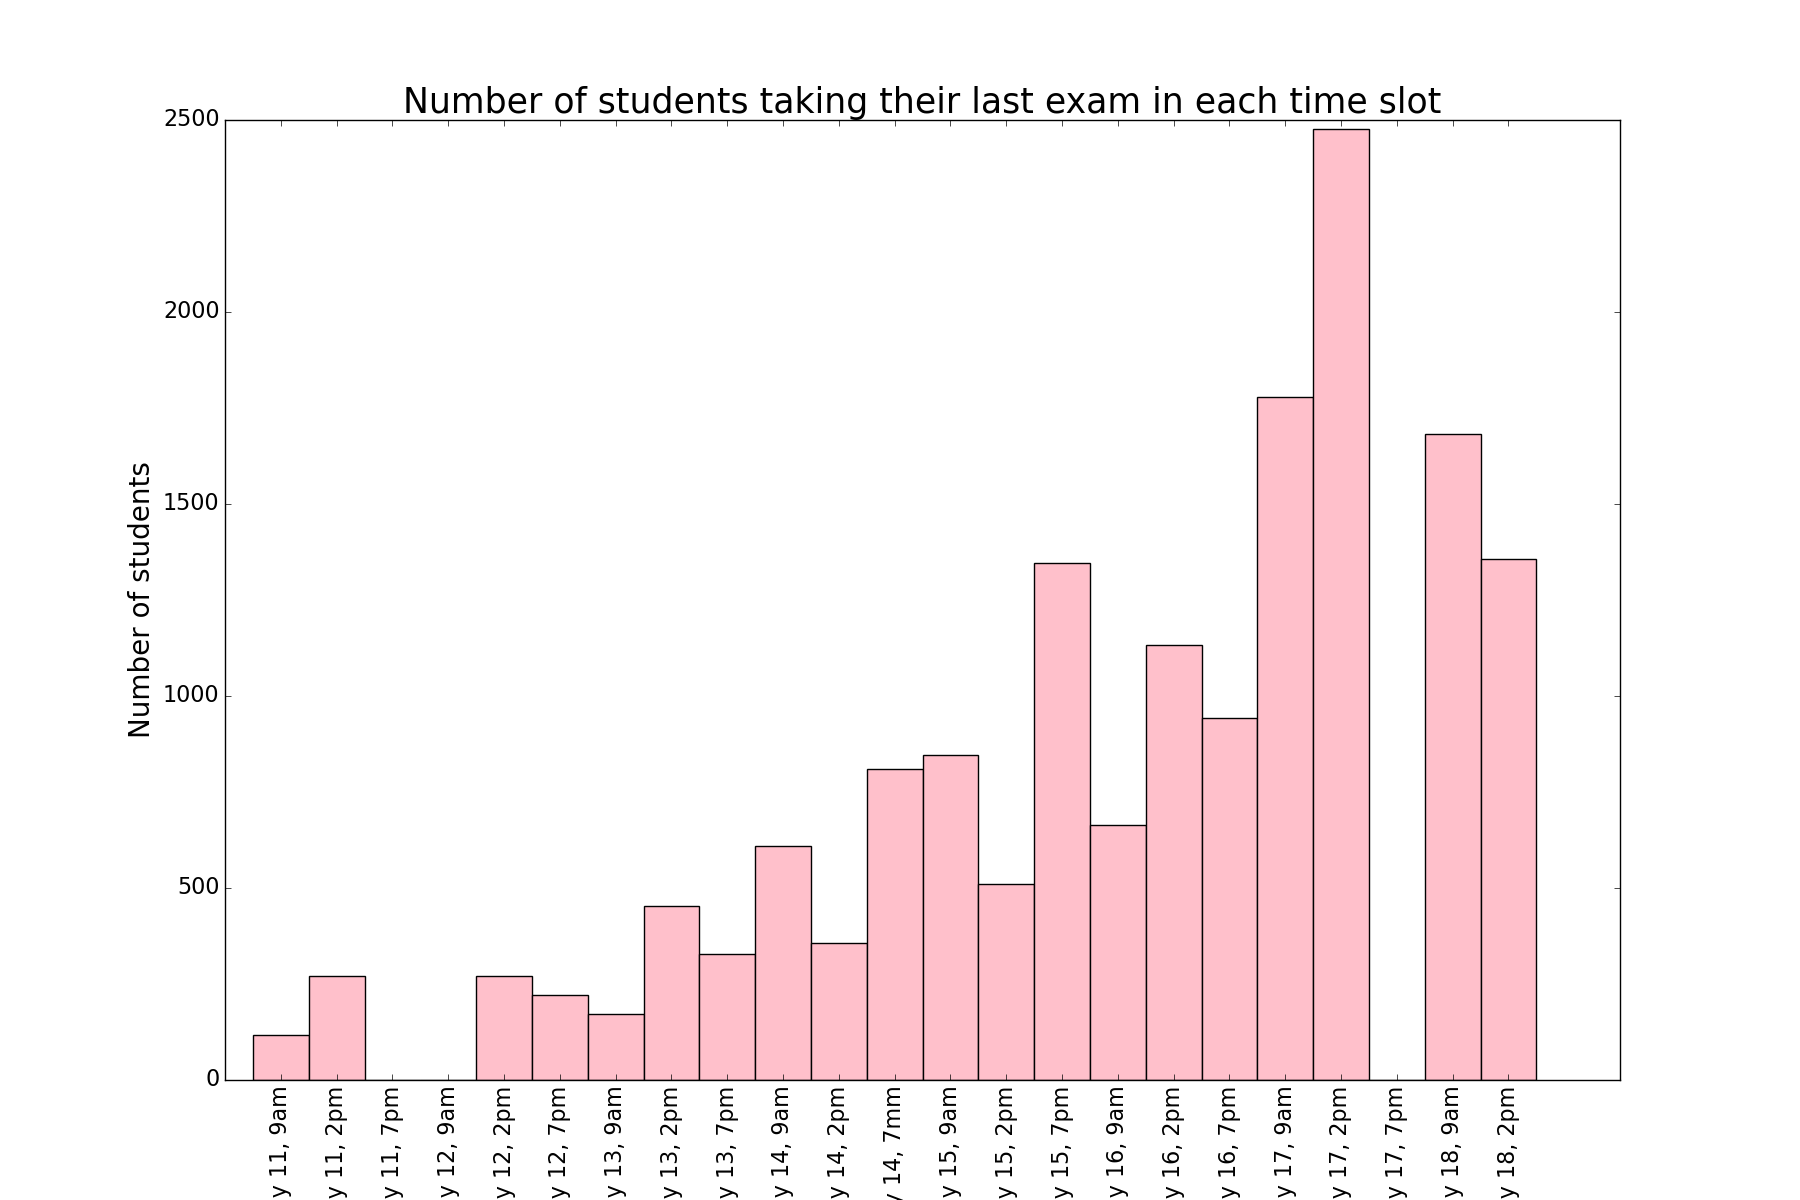 Number of students taking their last exam in each time slot
Number of students
2500
2000
1500
1000
500
0
y 11, 9am
y 11, 2pm
y 11, 7pm
y 12, 9am
y 12, 2pm
y 12, 7pm
y 13, 9am
y 13, 2pm
y 13, 7pm
y 14, 9am
y 14, 2pm
y 14, 7mm
y 15, 9am
y 15, 2pm
y 15, 7pm
y 16, 9am
y 16, 2pm
y 16, 7pm
y 17, 9am
y 17, 2pm
y 17, 7pm
y 18, 9am
y 18, 2pm